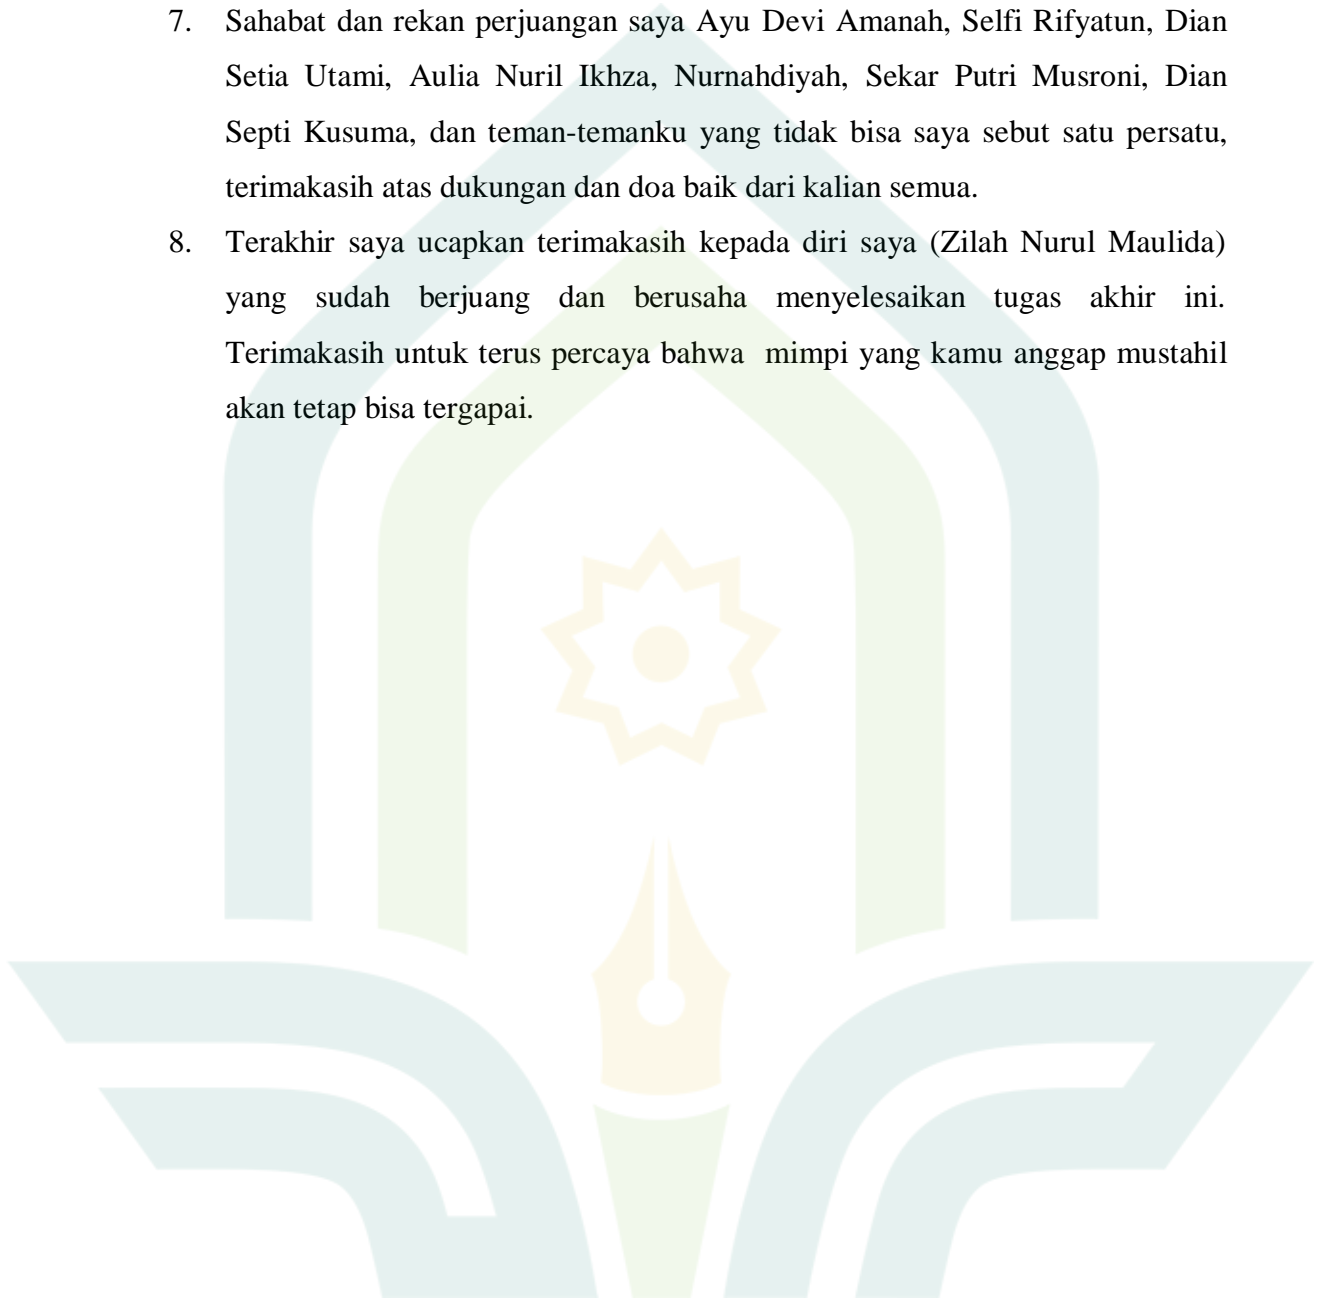 7. Sahabat dan rekan perjuangan saya Ayu Devi Amanah, Selfi Rifyatun, Dian
Setia Utami, Aulia Nuril Ikhza, Nurnahdiyah, Sekar Putri Musroni, Dian
Septi Kusuma, dan teman-temanku yang tidak bisa saya sebut satu persatu,
terimakasih atas dukungan dan doa baik dari kalian semua.
8. Terakhir saya ucapkan terimakasih kepada diri saya (Zilah Nurul Maulida)
yang sudah berjuang dan berusaha menyelesaikan tugas akhir ini.
Terimakasih untuk terus percaya bahwa  mimpi yang kamu anggap mustahil
akan tetap bisa tergapai.